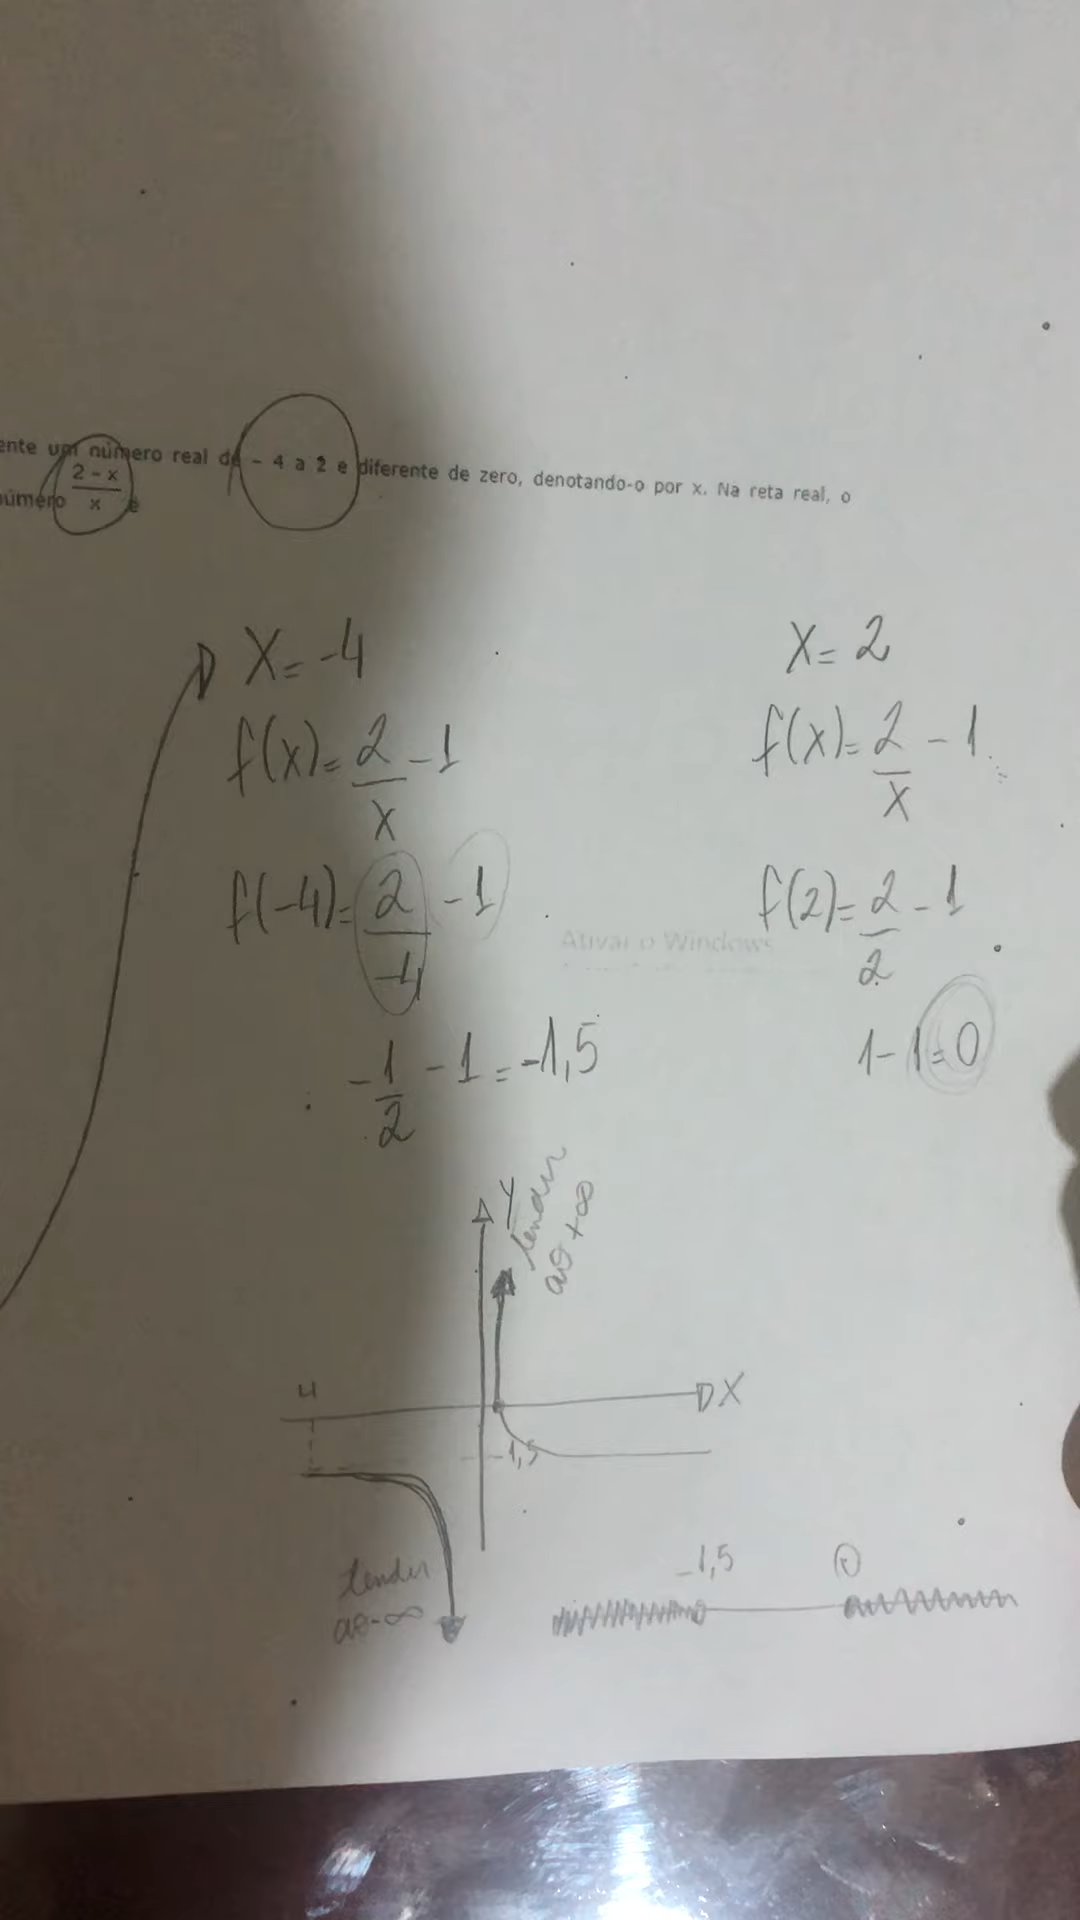 ente um número real de - 4 a 2 e diferente de zero, denotando-o por x. Na reta real, o
número 2 - x / x é
X = -4
X = 2
f(x) = 2/x - 1
f(x) = 2/x - 1
f(-4) = 2/-4 - 1
f(2) = 2/2 - 1
Ativar o Windows
-1/2 - 1 = -1,5
1 - 1 = 0
Y
tender
ao +∞
4
X
-1,5
tender
ao -∞
-1,5